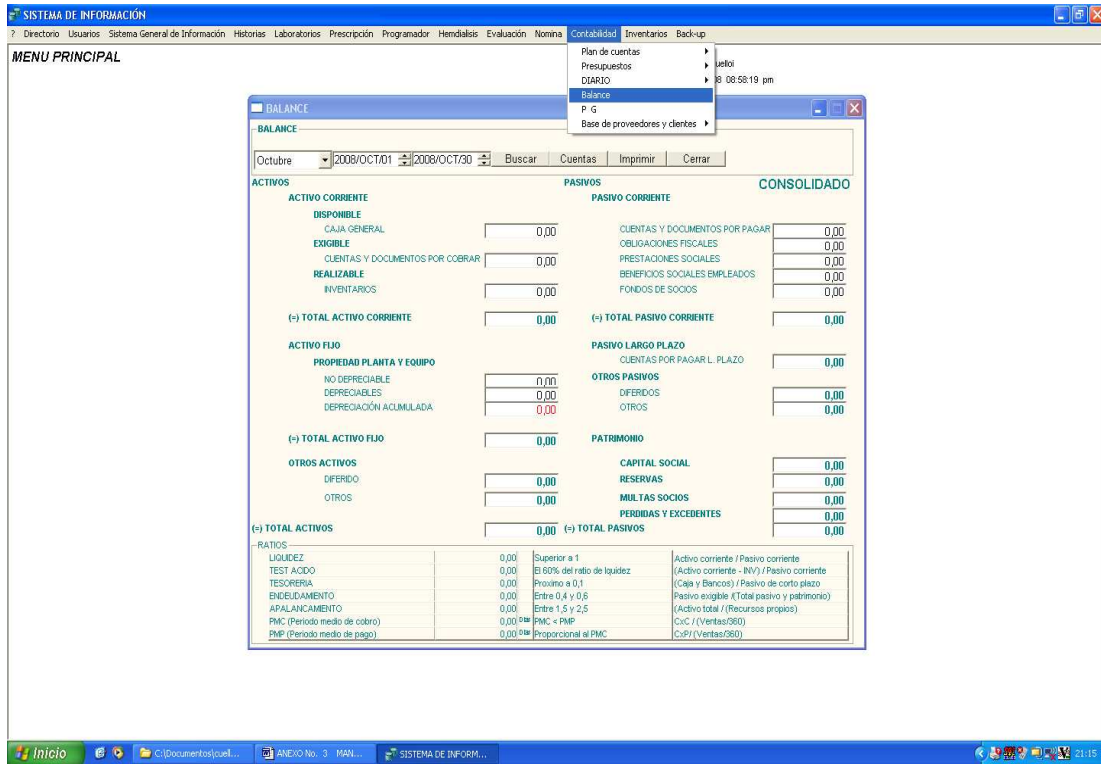 SISTEMA DE INFORMACIÓN
? Directorio Usuarios Sistema General de Información Historias Laboratorios Prescripción Programador Hemdialisis Evaluación Nomina Contabilidad Inventarios Back-up
MENU PRINCIPAL
Plan de cuentas
Presupuestos
DIARIO
08:58:19 pm
Balance
P G
Base de proveedores y clientes
BALANCE
BALANCE
Octubre 2008/OCT/01 2008/OCT/30 Buscar Cuentas Imprimir Cerrar
ACTIVOS PASIVOS CONSOLIDADO
ACTIVO CORRIENTE PASIVO CORRIENTE
DISPONIBLE
CAJA GENERAL 0,00 CUENTAS Y DOCUMENTOS POR PAGAR 0,00
EXIGIBLE OBLIGACIONES FISCALES 0,00
CUENTAS Y DOCUMENTOS POR COBRAR 0,00 PRESTACIONES SOCIALES 0,00
REALIZABLE BENEFICIOS SOCIALES EMPLEADOS 0,00
INVENTARIOS 0,00 FONDOS DE SOCIOS 0,00
(=) TOTAL ACTIVO CORRIENTE 0,00 (=) TOTAL PASIVO CORRIENTE 0,00
ACTIVO FIJO PASIVO LARGO PLAZO
PROPIEDAD PLANTA Y EQUIPO CUENTAS POR PAGAR L. PLAZO 0,00
NO DEPRECIABLE 0,00 OTROS PASIVOS
DEPRECIABLES 0,00 DIFERIDOS 0,00
DEPRECIACIÓN ACUMULADA 0,00 OTROS 0,00
(=) TOTAL ACTIVO FIJO 0,00 PATRIMONIO
OTROS ACTIVOS CAPITAL SOCIAL 0,00
DIFERIDO 0,00 RESERVAS 0,00
OTROS 0,00 MULTAS SOCIOS 0,00
PERDIDAS Y EXCEDENTES 0,00
(=) TOTAL ACTIVOS 0,00 (=) TOTAL PASIVOS 0,00
RATIOS
LIQUIDEZ 0,00 Superior a 1 Activo corriente / Pasivo corriente
TEST ACIDO 0,00 El 60% del ratio de lquidez (Activo corriente - INV) / Pasivo corriente
TESORERIA 0,00 Proximo a 0,1 (Caja y Bancos) / Pasivo de corto plazo
ENDEUDAMIENTO 0,00 Entre 0,4 y 0,6 Pasivo exigible /(Total pasivo y patrimonio)
APALANCAMIENTO 0,00 Entre 1,5 y 2,5 (Activo total / (Recursos propios)
PMC (Periodo medio de cobro) 0,00 Días PMC < PMP CxC / (Ventas/360)
PMP (Periodo medio de pago) 0,00 Días Proporcional al PMC CxP/ (Ventas/360)
Inicio C:\Documentos\cuell... ANEXO No. 3 MAN... SISTEMA DE INFORM... 21:15